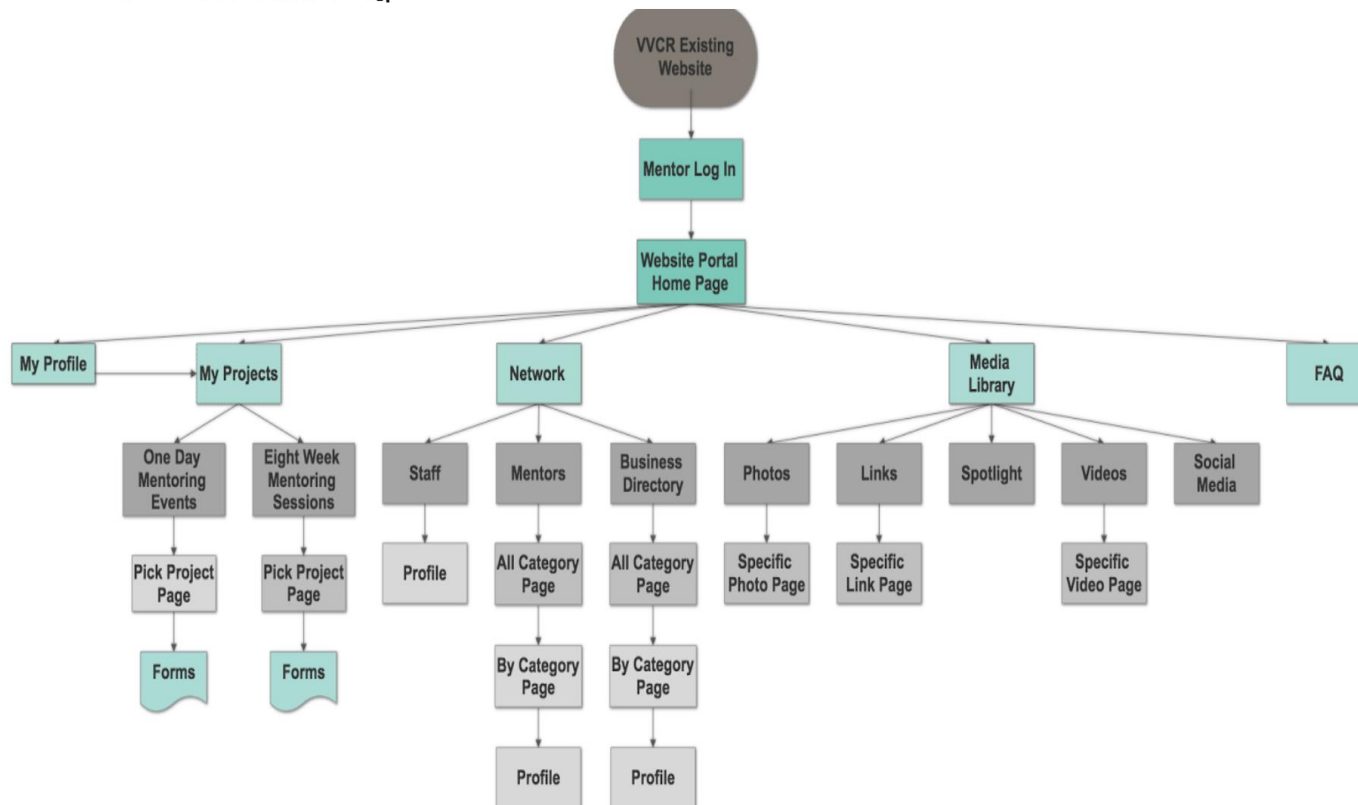 VVCR Existing
Website
Mentor Log In
Website Portal
Home Page
My Profile
My Projects
Network
Media
Library
FAQ
One Day
Mentoring
Events
Eight Week
Mentoring
Sessions
Staff
Mentors
Business
Directory
Photos
Links
Spotlight
Videos
Social
Media
Pick Project
Page
Pick Project
Page
Profile
All Category
Page
All Category
Page
Specific
Photo Page
Specific
Link Page
Specific
Video Page
Forms
Forms
By Category
Page
By Category
Page
Profile
Profile